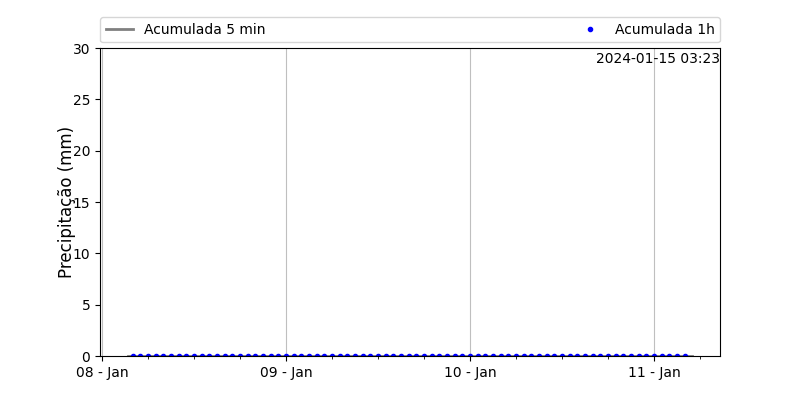 Acumulada 5 min
Acumulada 1h
2024-01-15 03:23
Precipitação (mm)
30
25
20
15
10
5
0
08 - Jan
09 - Jan
10 - Jan
11 - Jan